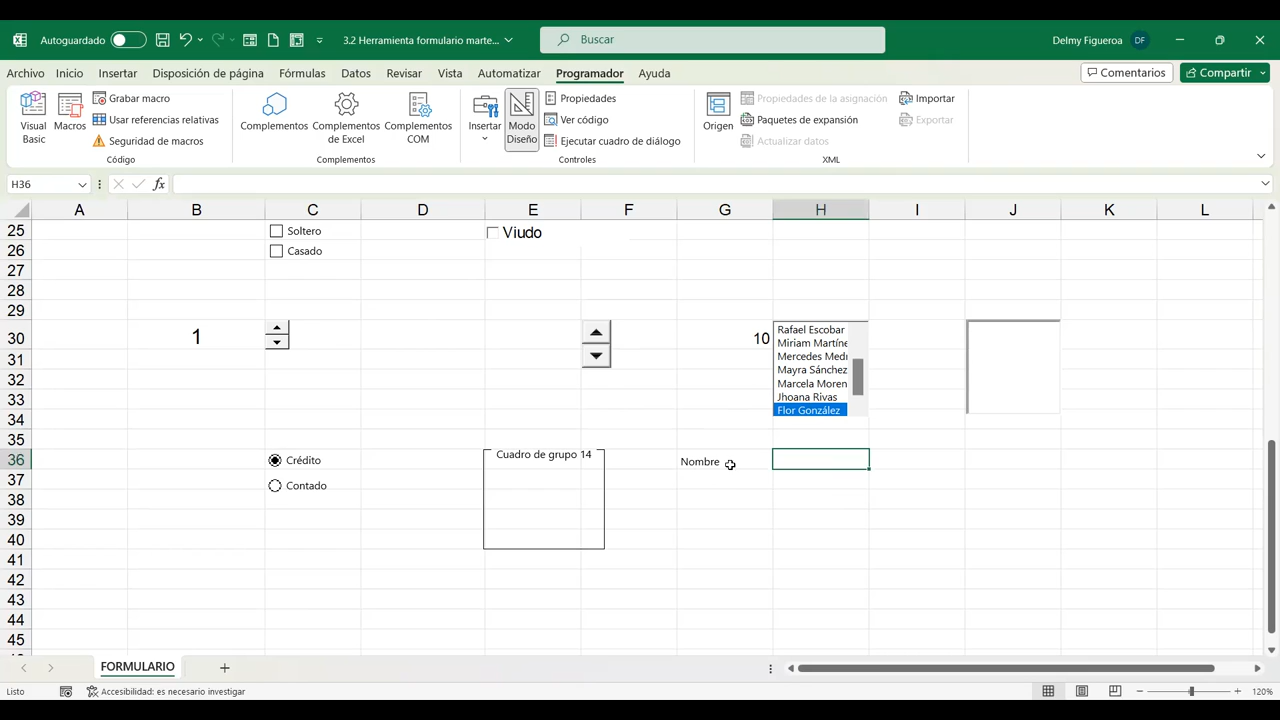 Autoguardado
3.2 Herramienta formulario marte...
Buscar
Delmy Figueroa
DF
Archivo Inicio Insertar Disposición de página Fórmulas Datos Revisar Vista Automatizar Programador Ayuda
Comentarios
Compartir
Visual Basic
Macros
Grabar macro
Usar referencias relativas
Seguridad de macros
Código
Complementos
Complementos de Excel
Complementos COM
Complementos
Insertar
Modo Diseño
Propiedades
Ver código
Ejecutar cuadro de diálogo
Controles
Origen
Propiedades de la asignación
Paquetes de expansión
Actualizar datos
Importar
Exportar
XML
H36
fx
A B C D E F G H I J K L
25 Soltero Viudo
26 Casado
27
28
29
30 1 10 Rafael Escobar
Miriam Martíne
31 Mercedes Medr
32 Mayra Sánchez
33 Marcela Moren
Jhoana Rivas
34 Flor González
35
36 Crédito Cuadro de grupo 14 Nombre
37 Contado
38
39
40
41
42
43
44
45
FORMULARIO
Listo
Accesibilidad: es necesario investigar
120%